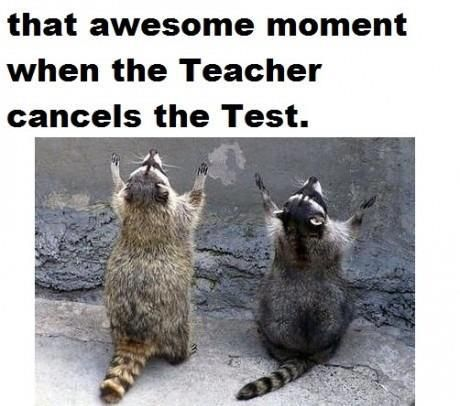 that awesome moment
when the Teacher
cancels the Test.